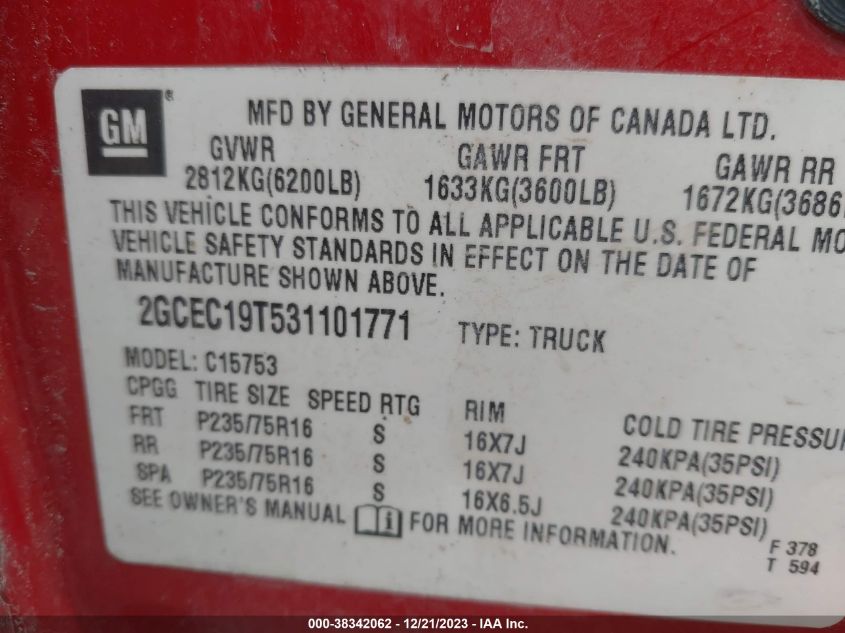 GM ®
MFD BY GENERAL MOTORS OF CANADA LTD.
GVWR GAWR FRT GAWR RR
2812KG(6200LB) 1633KG(3600LB) 1672KG(3686
THIS VEHICLE CONFORMS TO ALL APPLICABLE U.S. FEDERAL MO
VEHICLE SAFETY STANDARDS IN EFFECT ON THE DATE OF
MANUFACTURE SHOWN ABOVE.
2GCEC19T531101771 TYPE: TRUCK
MODEL: C15753
CPGG TIRE SIZE SPEED RTG RIM COLD TIRE PRESSUR
FRT P235/75R16 S 16X7J 240KPA(35PSI)
RR P235/75R16 S 16X7J 240KPA(35PSI)
SPA P235/75R16 S 16X6.5J 240KPA(35PSI)
SEE OWNER'S MANUAL FOR MORE INFORMATION.
F 378
T 594
000-38342062 - 12/21/2023 - IAA Inc.